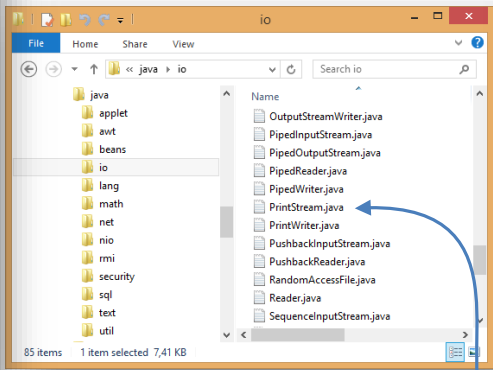 io
File Home Share View
« java › io
Search io
java
applet
awt
beans
io
lang
math
net
nio
rmi
security
sql
text
util
Name
OutputStreamWriter.java
PipedInputStream.java
PipedOutputStream.java
PipedReader.java
PipedWriter.java
PrintStream.java
PrintWriter.java
PushbackInputStream.java
PushbackReader.java
RandomAccessFile.java
Reader.java
SequenceInputStream.java
85 items 1 item selected 7,41 KB